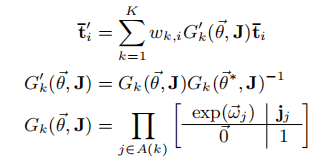 t̄′ᵢ = ∑ₖ₌₁ᴷ wₖ,ᵢ G′ₖ(θ⃗, J) t̄ᵢ
G′ₖ(θ⃗, J) = Gₖ(θ⃗, J)Gₖ(θ⃗*, J)⁻¹
Gₖ(θ⃗, J) = ∏_{j∈A(k)} [ exp(ω⃗ⱼ) | jⱼ
0⃗ | 1 ]